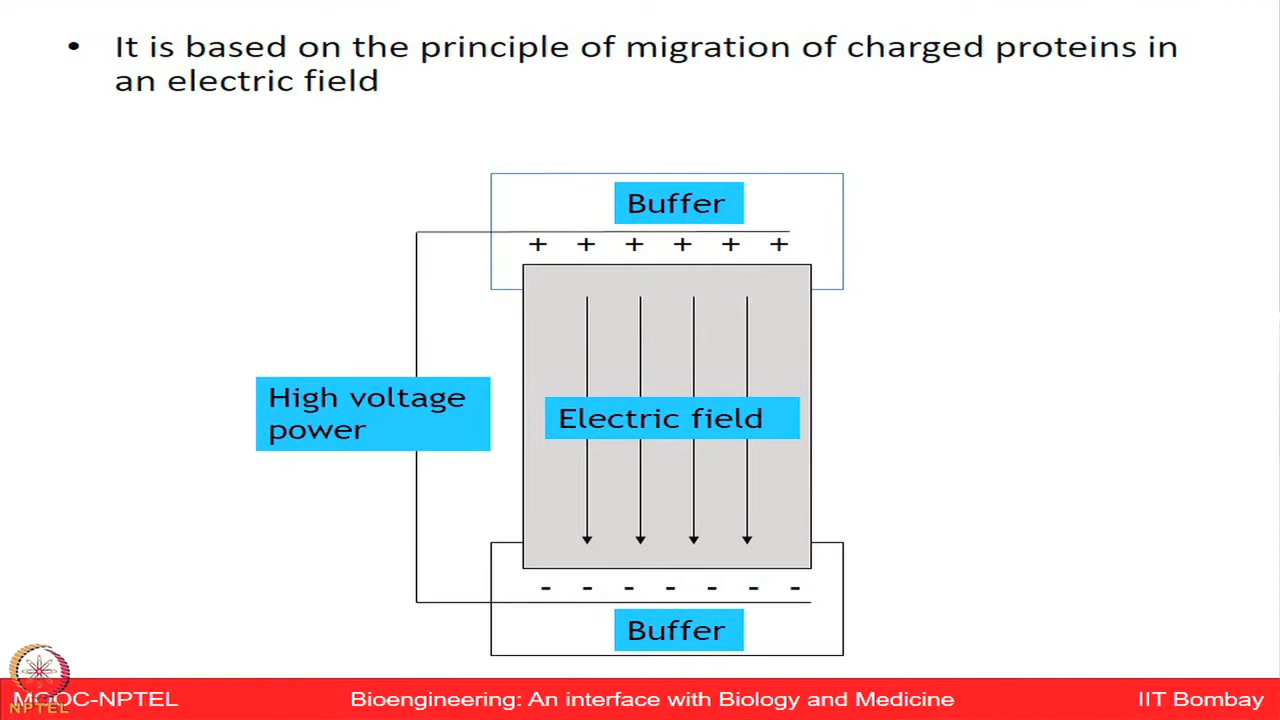 • It is based on the principle of migration of charged proteins in
an electric field
Buffer
+ + + + + +
High voltage
power
Electric field
- - - - - - -
Buffer
NPTEL
MOOC-NPTEL
Bioengineering: An interface with Biology and Medicine
IIT Bombay